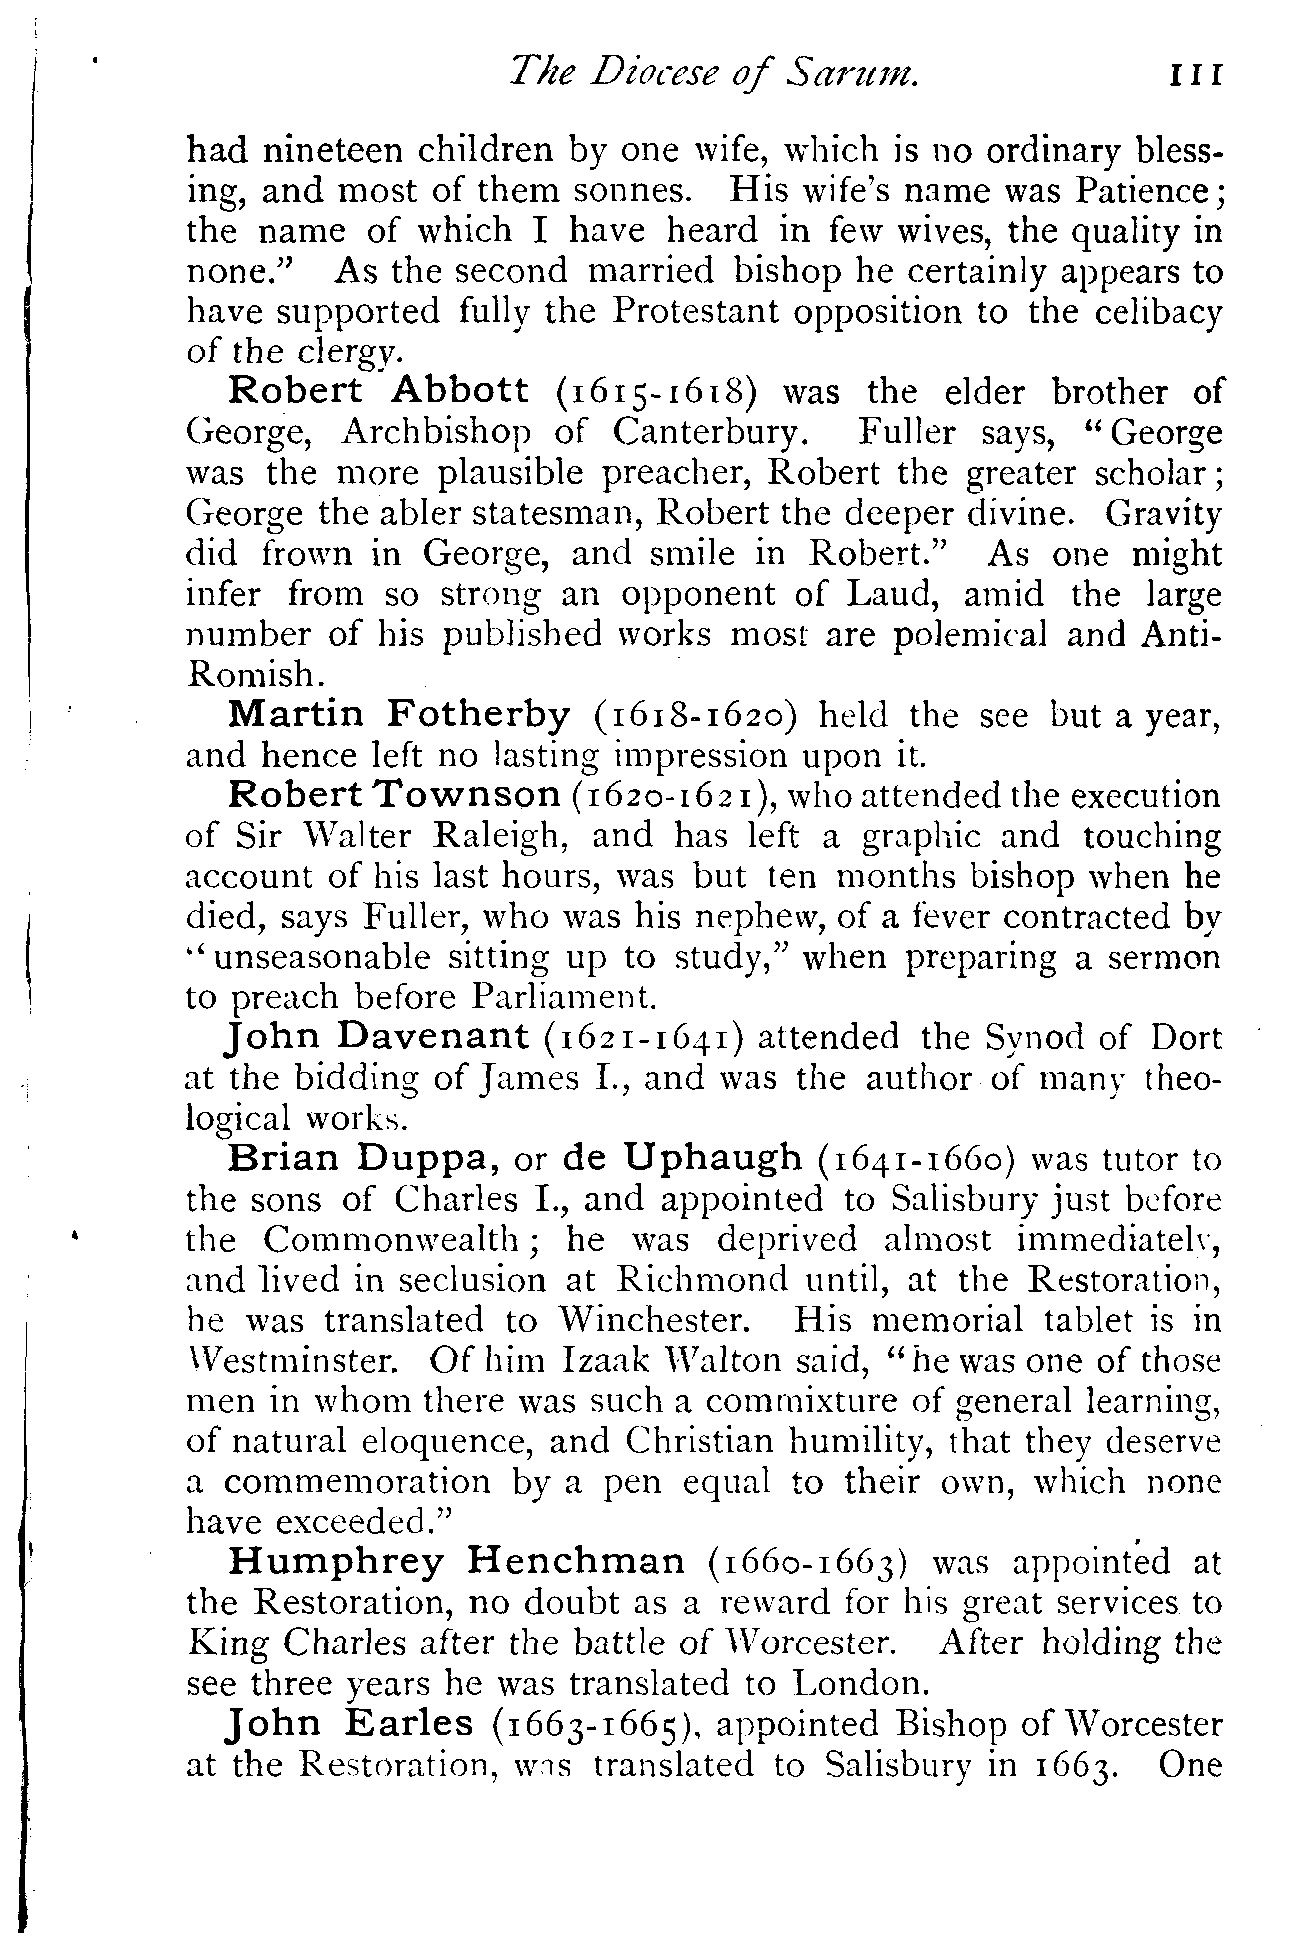 The Diocese of Sarum. 111
had nineteen children by one wife, which is no ordinary bless-
ing, and most of them sonnes. His wife's name was Patience;
the name of which I have heard in few wives, the quality in
none." As the second married bishop he certainly appears to
have supported fully the Protestant opposition to the celibacy
of the clergy.
Robert Abbott (1615-1618) was the elder brother of
George, Archbishop of Canterbury. Fuller says, "George
was the more plausible preacher, Robert the greater scholar;
George the abler statesman, Robert the deeper divine. Gravity
did frown in George, and smile in Robert." As one might
infer from so strong an opponent of Laud, amid the large
number of his published works most are polemical and Anti-
Romish.
Martin Fotherby (1618-1620) held the see but a year,
and hence left no lasting impression upon it.
Robert Townson (1620-1621), who attended the execution
of Sir Walter Raleigh, and has left a graphic and touching
account of his last hours, was but ten months bishop when he
died, says Fuller, who was his nephew, of a fever contracted by
"unseasonable sitting up to study," when preparing a sermon
to preach before Parliament.
John Davenant (1621-1641) attended the Synod of Dort
at the bidding of James I., and was the author of many theo-
logical works.
Brian Duppa, or de Uphaugh (1641-1660) was tutor to
the sons of Charles I., and appointed to Salisbury just before
the Commonwealth; he was deprived almost immediately,
and lived in seclusion at Richmond until, at the Restoration,
he was translated to Winchester. His memorial tablet is in
Westminster. Of him Izaak Walton said, "he was one of those
men in whom there was such a commixture of general learning,
of natural eloquence, and Christian humility, that they deserve
a commemoration by a pen equal to their own, which none
have exceeded."
Humphrey Henchman (1660-1663) was appointed at
the Restoration, no doubt as a reward for his great services to
King Charles after the battle of Worcester. After holding the
see three years he was translated to London.
John Earles (1663-1665), appointed Bishop of Worcester
at the Restoration, was translated to Salisbury in 1663. One